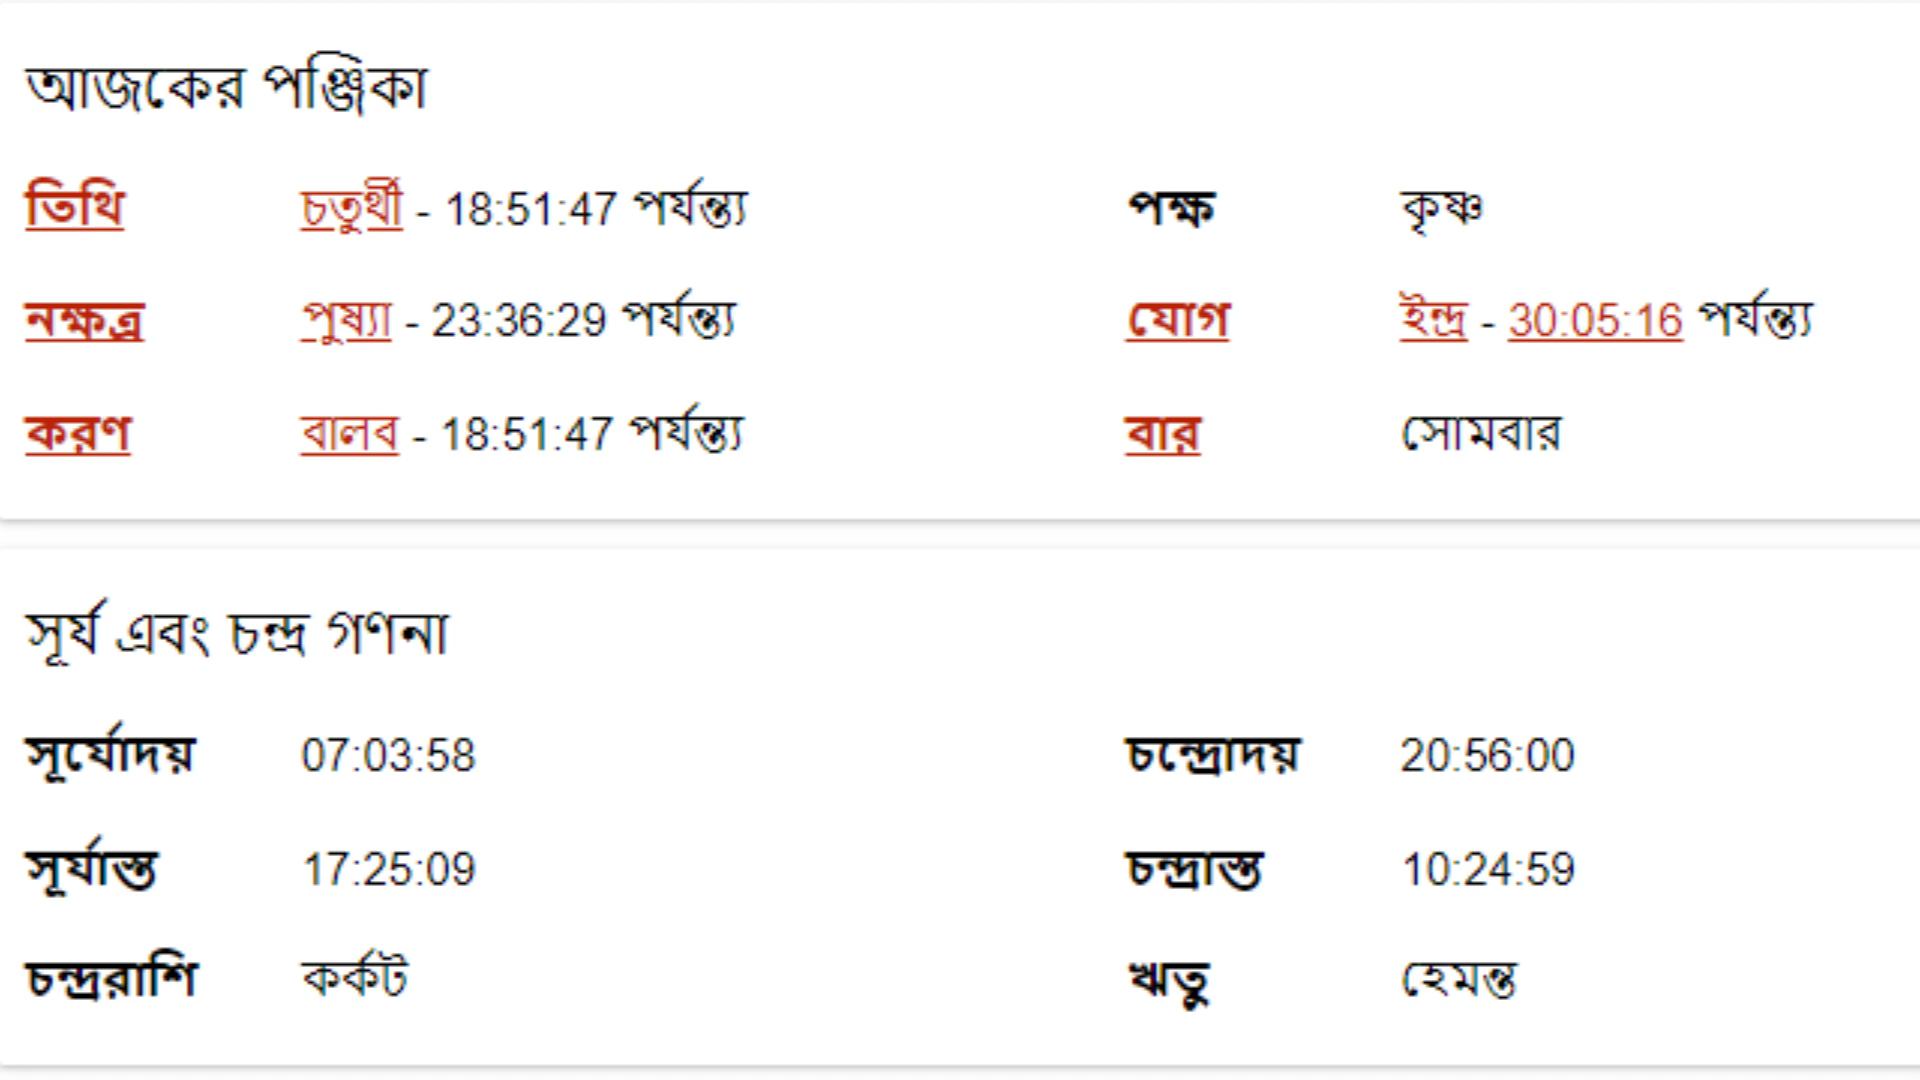 আজকের পঞ্জিকা
তিথি চতুর্থী - 18:51:47 পর্যন্ত্য পক্ষ কৃষ্ণ
নক্ষত্র পুষ্যা - 23:36:29 পর্যন্ত্য যোগ ইন্দ্র - 30:05:16 পর্যন্ত্য
করণ বালব - 18:51:47 পর্যন্ত্য বার সোমবার
সূর্য এবং চন্দ্র গণনা
সূর্যোদয় 07:03:58 চন্দ্রোদয় 20:56:00
সূর্যাস্ত 17:25:09 চন্দ্রাস্ত 10:24:59
চন্দ্ররাশি কর্কট ঋতু হেমন্ত